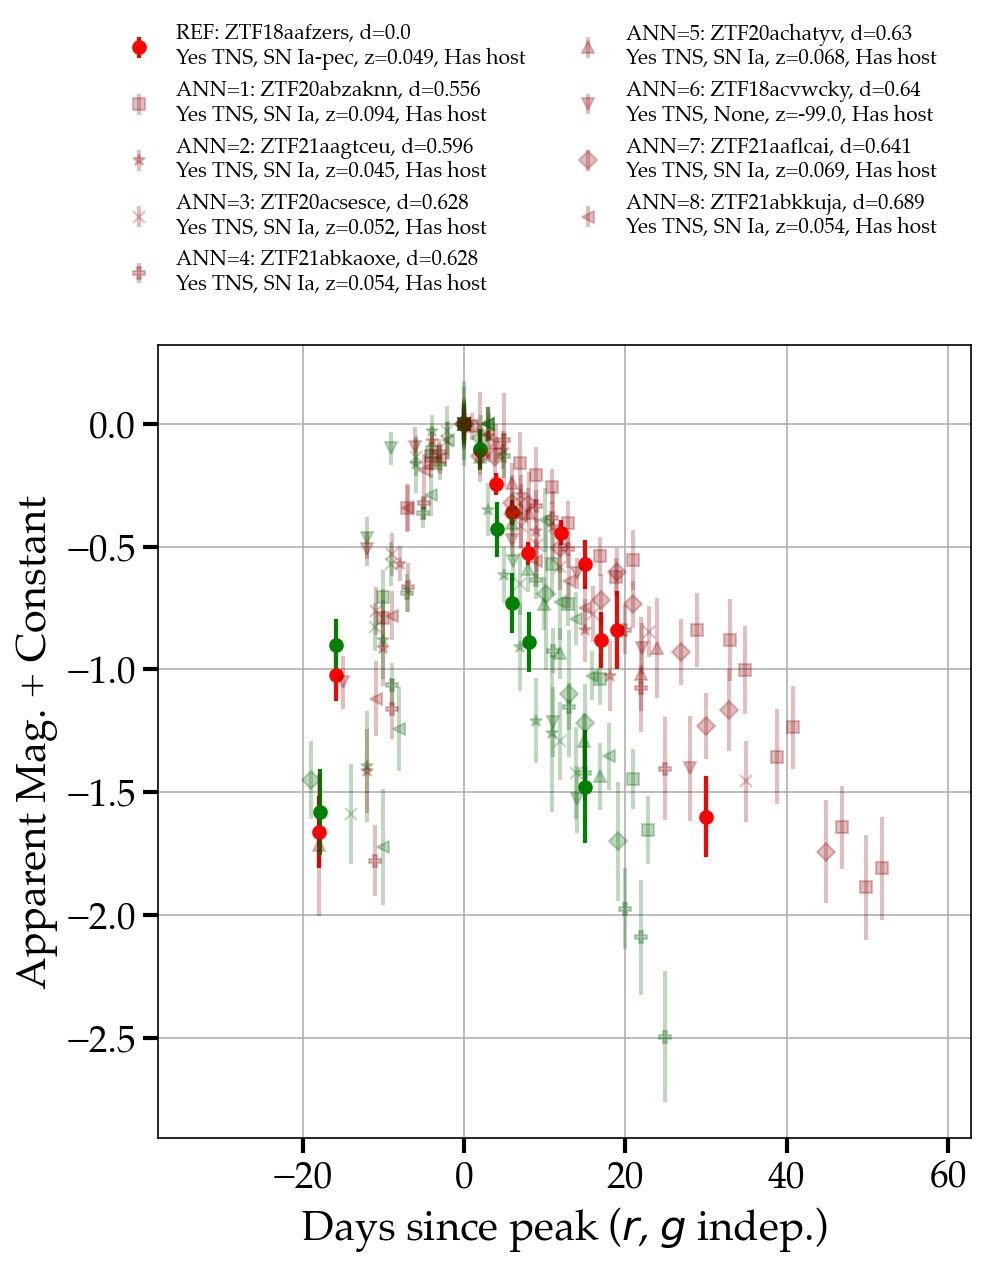 REF: ZTF18aafzers, d=0.0
Yes TNS, SN Ia-pec, z=0.049, Has host
ANN=1: ZTF20abzaknn, d=0.556
Yes TNS, SN Ia, z=0.094, Has host
ANN=2: ZTF21aagtceu, d=0.596
Yes TNS, SN Ia, z=0.045, Has host
ANN=3: ZTF20acsesce, d=0.628
Yes TNS, SN Ia, z=0.052, Has host
ANN=4: ZTF21abkaoxe, d=0.628
Yes TNS, SN Ia, z=0.054, Has host
ANN=5: ZTF20achatyv, d=0.63
Yes TNS, SN Ia, z=0.068, Has host
ANN=6: ZTF18acvwcky, d=0.64
Yes TNS, None, z=-99.0, Has host
ANN=7: ZTF21aaflcai, d=0.641
Yes TNS, SN Ia, z=0.069, Has host
ANN=8: ZTF21abkkuja, d=0.689
Yes TNS, SN Ia, z=0.054, Has host
Apparent Mag. + Constant
0.0
−0.5
−1.0
−1.5
−2.0
−2.5
−20
0
20
40
60
Days since peak (r, g indep.)